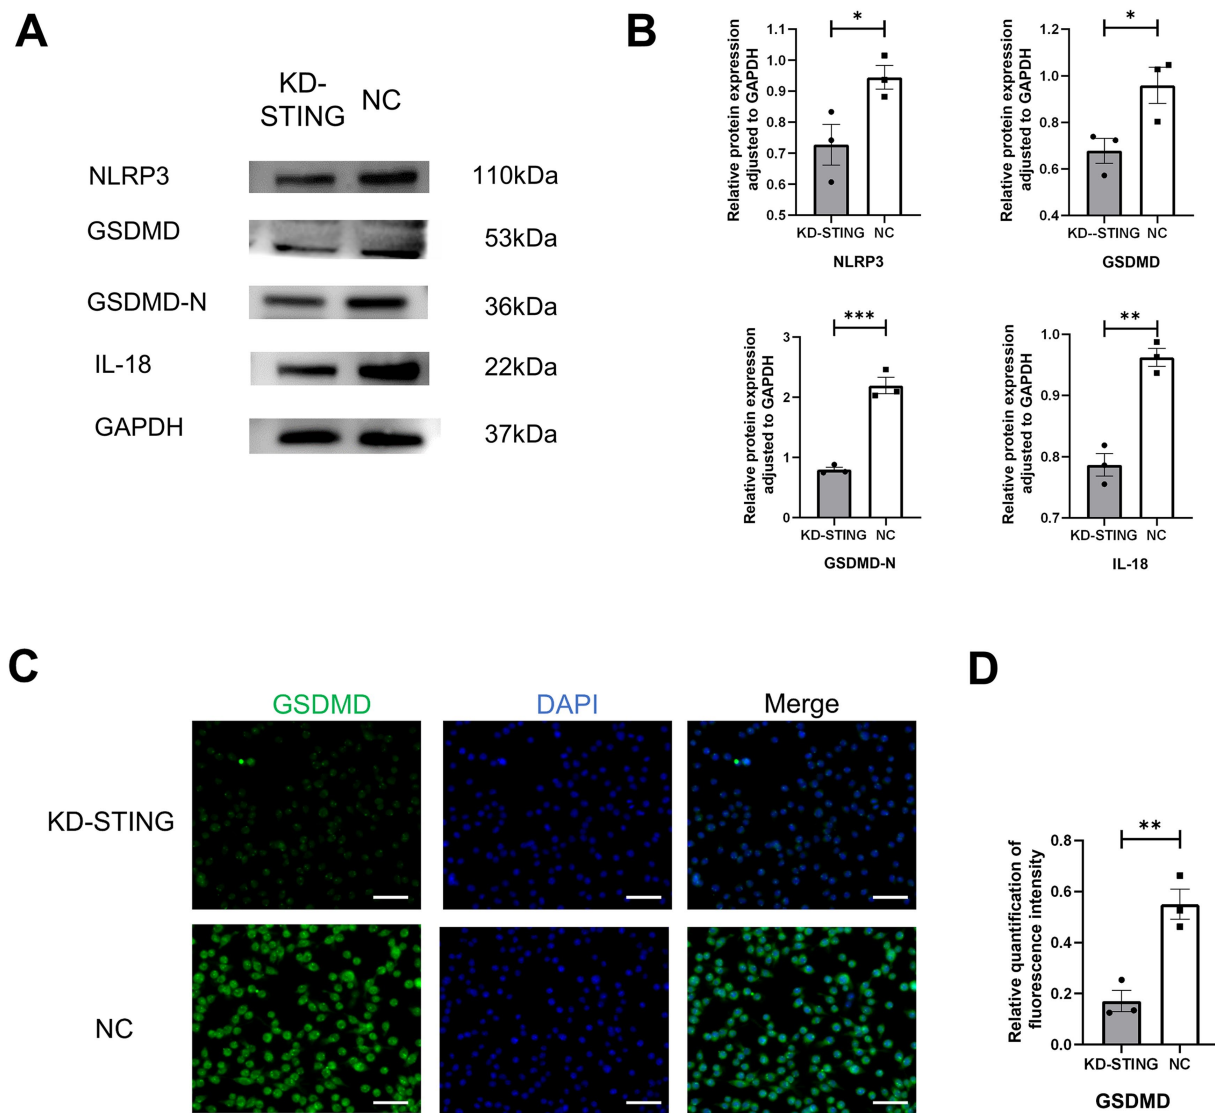 A
KD-
STING
NC
NLRP3
110kDa
GSDMD
53kDa
GSDMD-N
36kDa
IL-18
22kDa
GAPDH
37kDa
B
Relative protein expression
adjusted to GAPDH
1.1
1.0
0.9
0.8
0.7
0.6
0.5
*
KD-STING
NC
NLRP3
Relative protein expression
adjusted to GAPDH
1.2
1.0
0.8
0.6
0.4
*
KD--STING
NC
GSDMD
Relative protein expression
adjusted to GAPDH
3
2
1
0
***
KD-STING
NC
GSDMD-N
Relative protein expression
adjusted to GAPDH
1.0
0.9
0.8
0.7
**
KD-STING
NC
IL-18
C
GSDMD
DAPI
Merge
KD-STING
NC
D
Relative quantification of
fluorescence intensity
0.8
0.6
0.4
0.2
0.0
**
KD-STING
NC
GSDMD